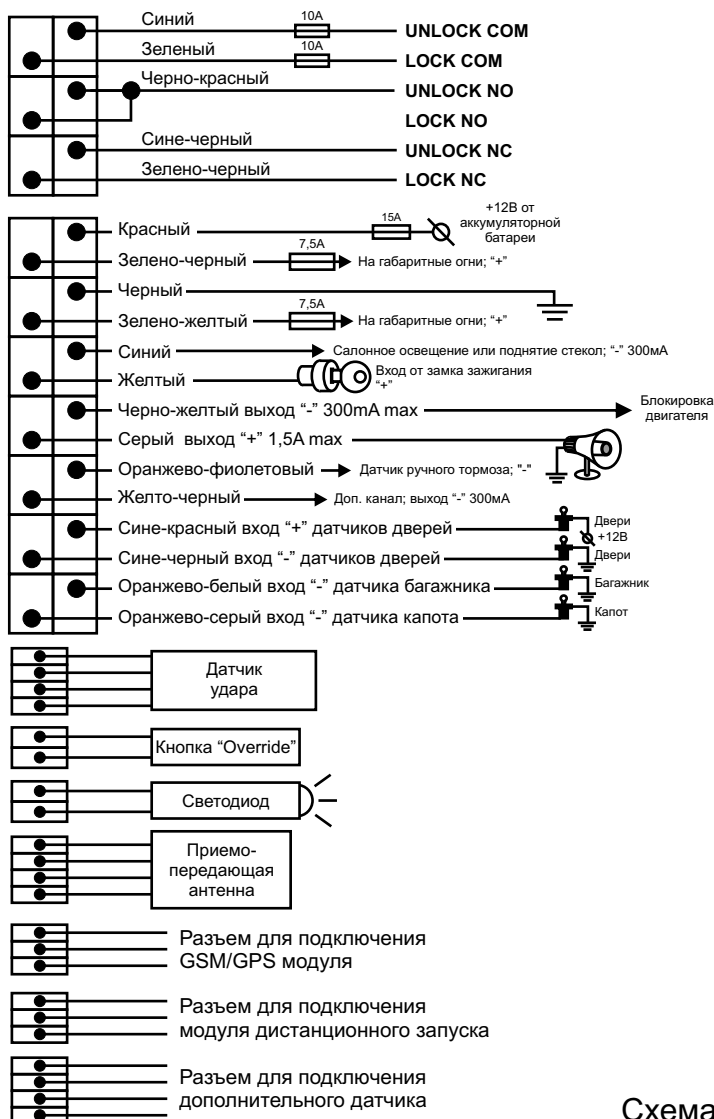 Синий 10А UNLOCK COM
Зеленый 10А LOCK COM
Черно-красный UNLOCK NO
LOCK NO
Сине-черный UNLOCK NC
Зелено-черный LOCK NC
Красный 15А +12В от
аккумуляторной
батареи
Зелено-черный 7,5А На габаритные огни; “+”
Черный
Зелено-желтый 7,5А На габаритные огни; “+”
Синий Салонное освещение или поднятие стекол; “-” 300мА
Желтый Вход от замка зажигания
“+”
Черно-желтый выход “-” 300mA max Блокировка
двигателя
Серый выход “+” 1,5A max
Оранжево-фиолетовый Датчик ручного тормоза; "-"
Желто-черный Доп. канал; выход “-” 300мА
Сине-красный вход “+” датчиков дверей Двери
+12В
Сине-черный вход “-” датчиков дверей Двери
Оранжево-белый вход “-” датчика багажника Багажник
Оранжево-серый вход “-” датчика капота Капот
Датчик
удара
Кнопка “Override”
Светодиод
Приемо-
передающая
антенна
Разъем для подключения
GSM/GPS модуля
Разъем для подключения
модуля дистанционного запуска
Разъем для подключения
дополнительного датчика
Схема